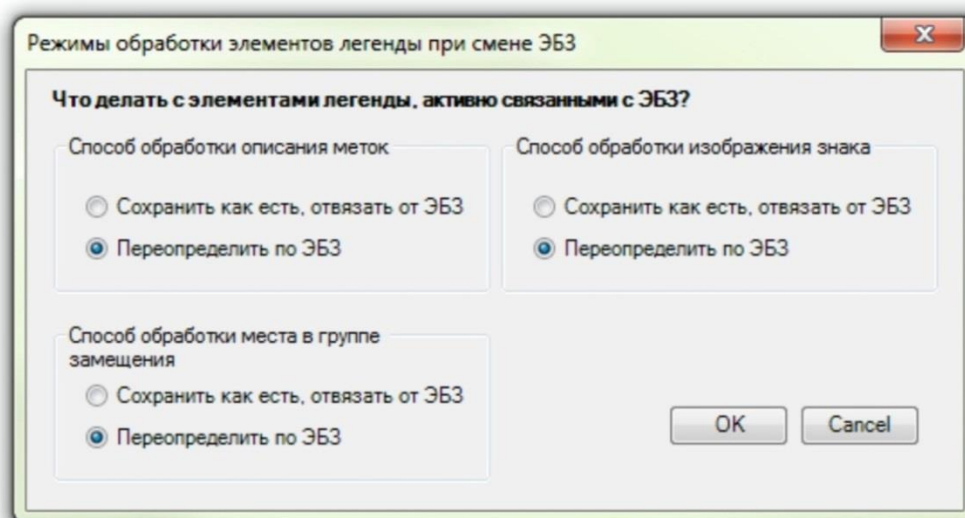 Режимы обработки элементов легенды при смене ЭБЗ
Что делать с элементами легенды, активно связанными с ЭБЗ?
Способ обработки описания меток
Сохранить как есть, отвязать от ЭБЗ
Переопределить по ЭБЗ
Способ обработки изображения знака
Сохранить как есть, отвязать от ЭБЗ
Переопределить по ЭБЗ
Способ обработки места в группе
замещения
Сохранить как есть, отвязать от ЭБЗ
Переопределить по ЭБЗ
OK
Cancel